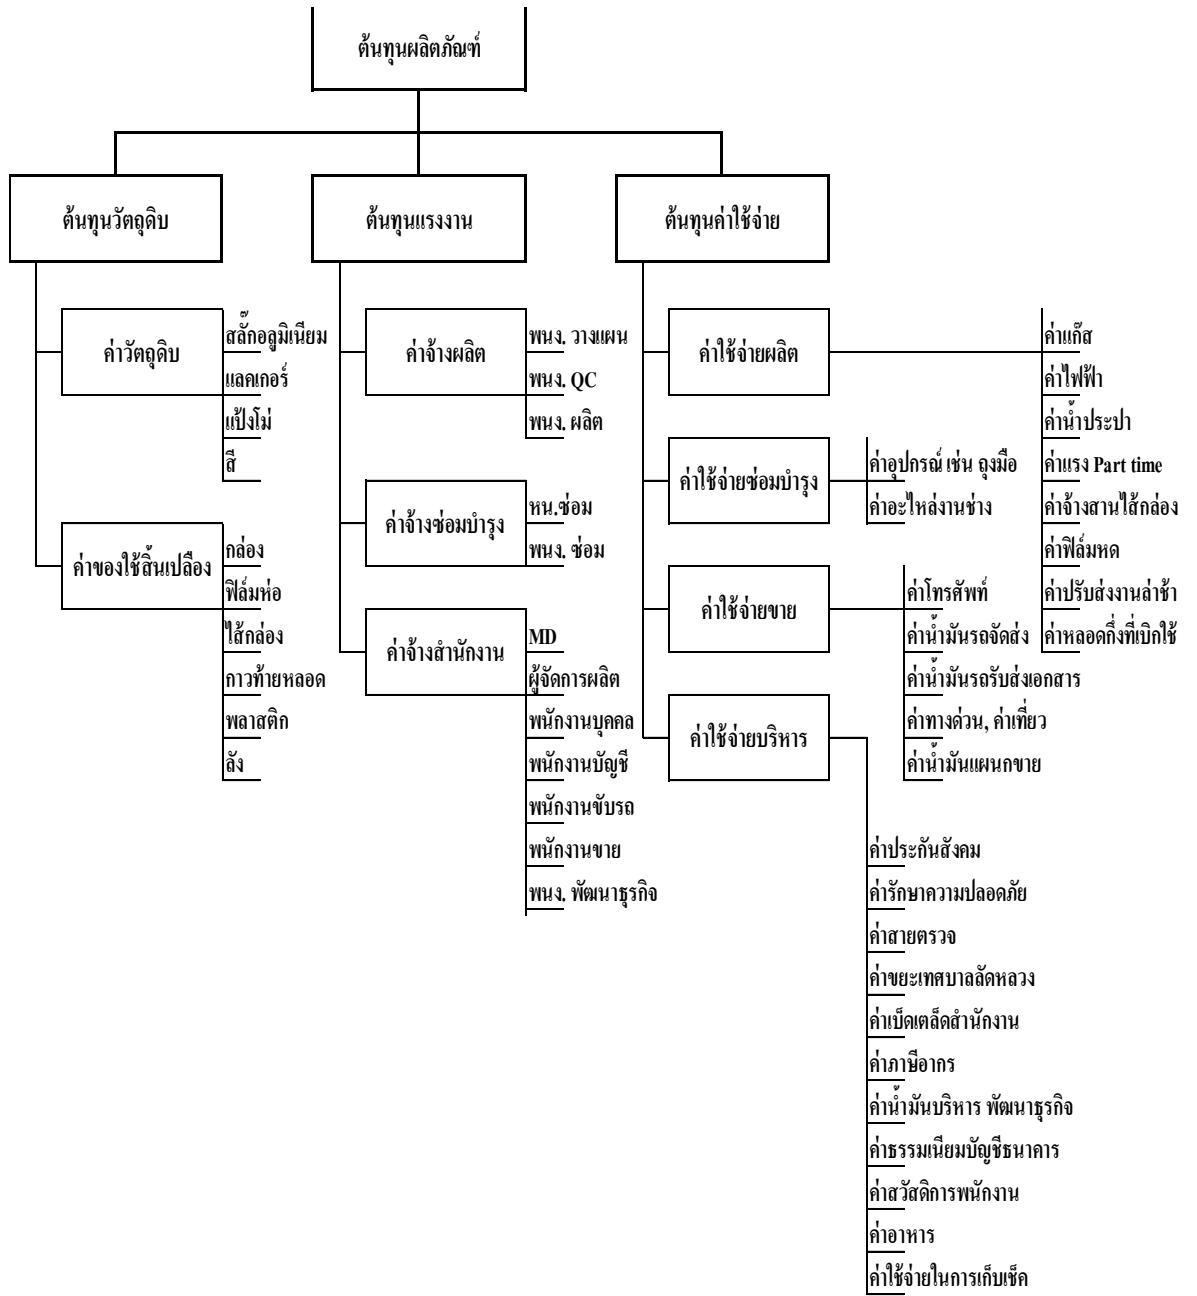 ต้นทุนผลิตภัณฑ์
ต้นทุนวัตถุดิบ
ต้นทุนแรงงาน
ต้นทุนค่าใช้จ่าย
ค่าวัตถุดิบ
สลั๊กอลูมิเนียม
แลคเกอร์
แป้งโม่
สี
ค่าของใช้สิ้นเปลือง
กล่อง
ฟิล์มห่อ
ไส้กล่อง
กาวท้ายหลอด
พลาสติก
ลัง
ค่าจ้างผลิต
พนง. วางแผน
พนง. QC
พนง. ผลิต
ค่าจ้างซ่อมบำรุง
หน.ซ่อม
พนง. ซ่อม
ค่าจ้างสำนักงาน
MD
ผู้จัดการผลิต
พนักงานบุคคล
พนักงานบัญชี
พนักงานขับรถ
พนักงานขาย
พนง. พัฒนาธุรกิจ
ค่าใช้จ่ายผลิต
ค่าแก๊ส
ค่าไฟฟ้า
ค่าน้ำประปา
ค่าแรง Part time
ค่าจ้างสานไส้กล่อง
ค่าฟิล์มหด
ค่าปรับส่งงานล่าช้า
ค่าหลอดกึ่งที่เบิกใช้
ค่าใช้จ่ายซ่อมบำรุง
ค่าอุปกรณ์ เช่น ถุงมือ
ค่าอะไหล่งานช่าง
ค่าใช้จ่ายขาย
ค่าโทรศัพท์
ค่าน้ำมันรถจัดส่ง
ค่าน้ำมันรถรับส่งเอกสาร
ค่าทางด่วน, ค่าเที่ยว
ค่าน้ำมันแผนกขาย
ค่าใช้จ่ายบริหาร
ค่าประกันสังคม
ค่ารักษาความปลอดภัย
ค่าสายตรวจ
ค่าขยะเทศบาลลัดหลวง
ค่าเบ็ดเตล็ดสำนักงาน
ค่าภาษีอากร
ค่าน้ำมันบริหาร พัฒนาธุรกิจ
ค่าธรรมเนียมบัญชีธนาคาร
ค่าสวัสดิการพนักงาน
ค่าอาหาร
ค่าใช้จ่ายในการเก็บเช็ค